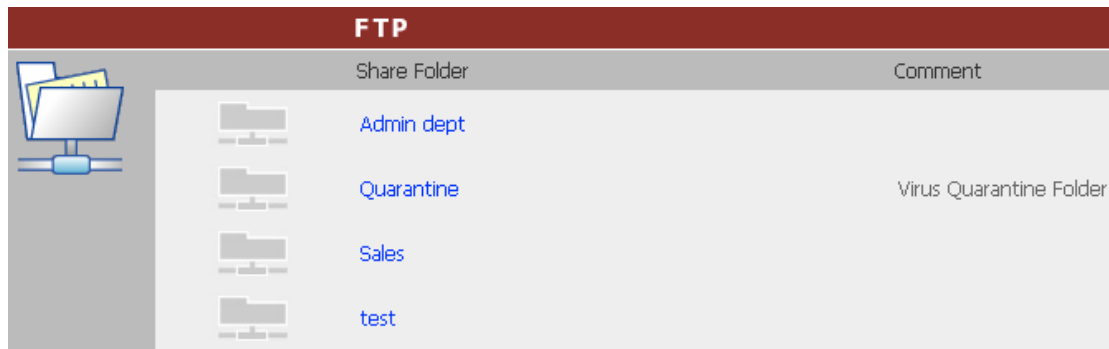 FTP
Share Folder Comment
Admin dept
Quarantine Virus Quarantine Folder
Sales
test